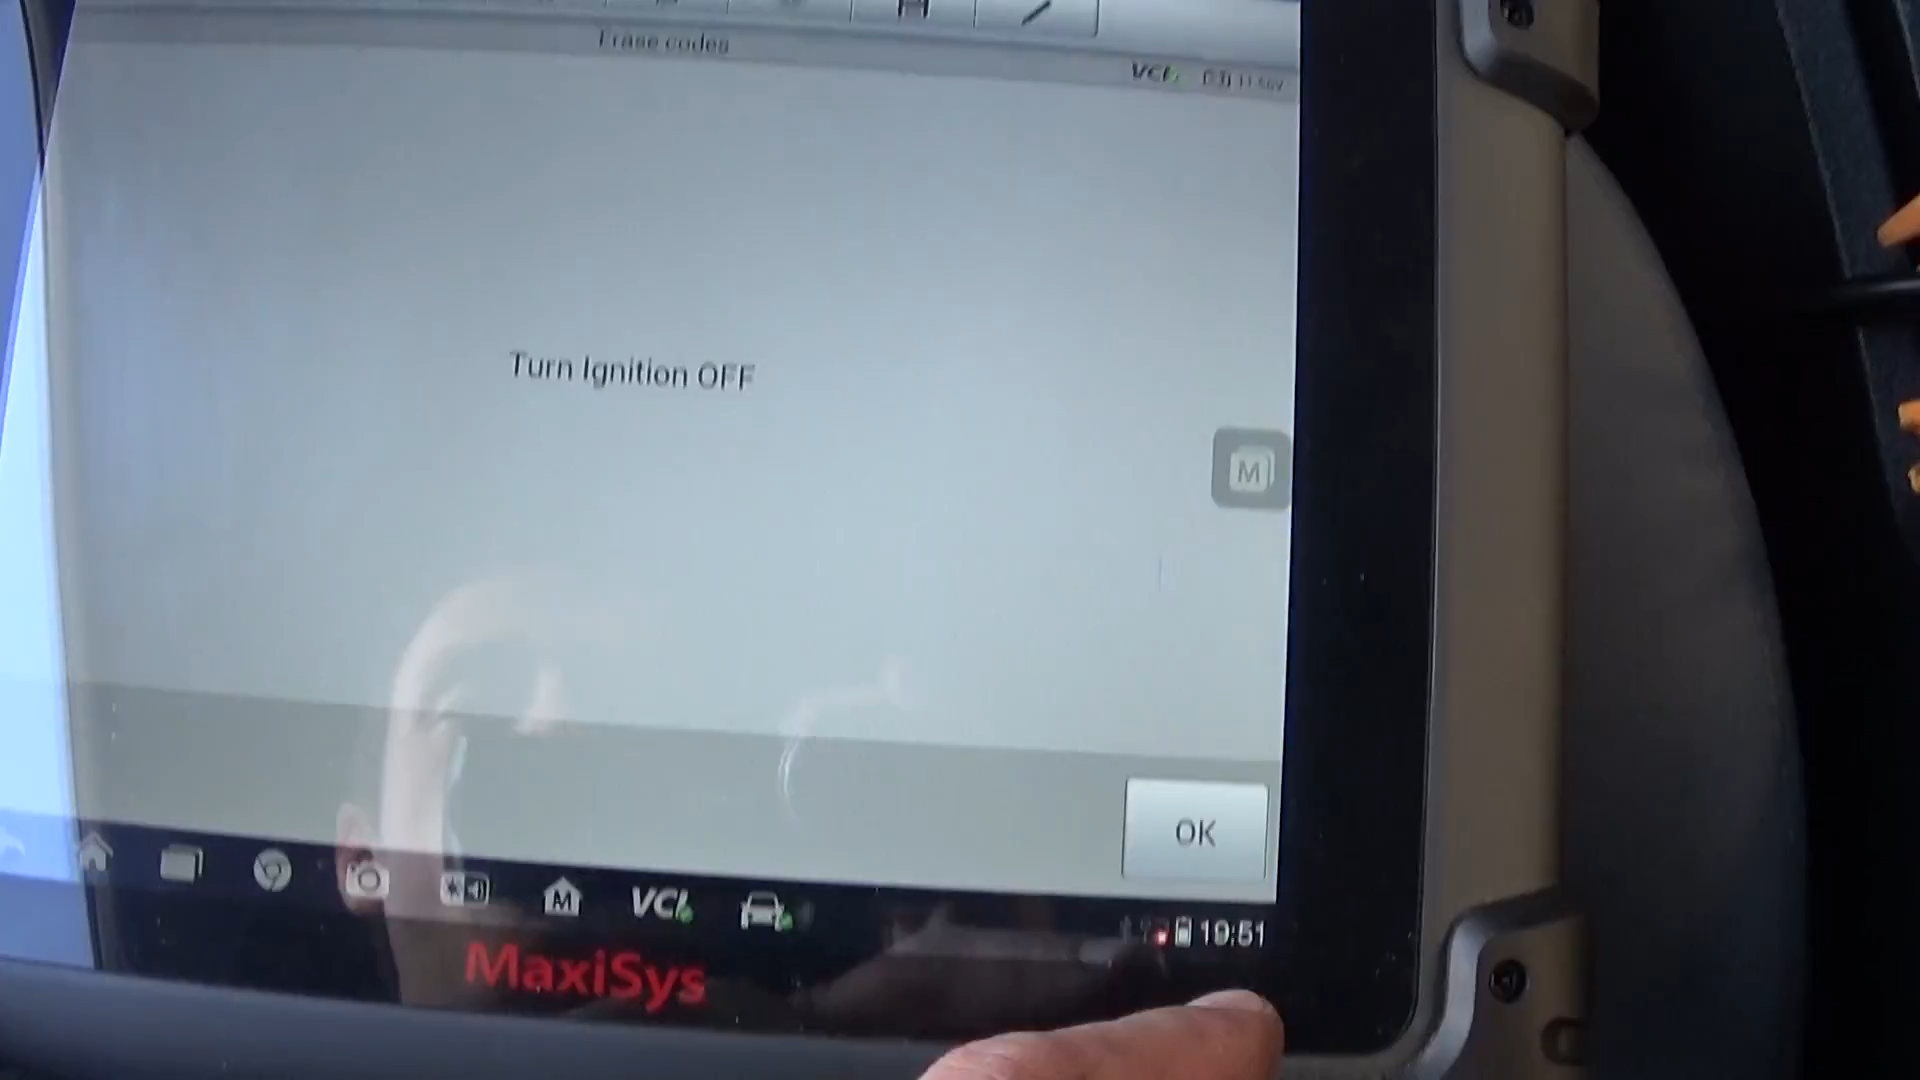 Erase codes
VCI
Turn Ignition OFF
M
OK
M
VCI
19:51
MaxiSys